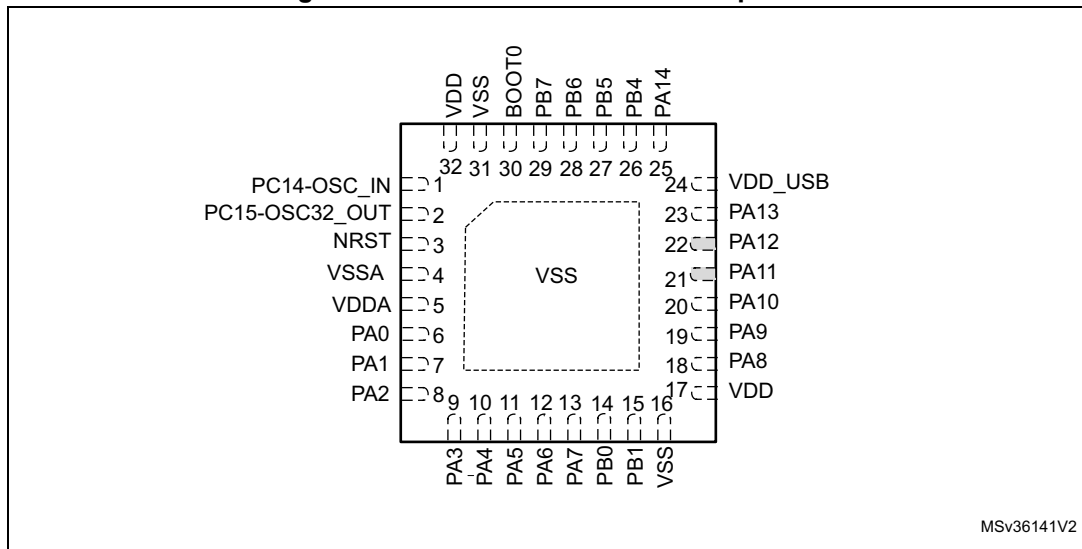 VDD
VSS
BOOT0
PB7
PB6
PB5
PB4
PA14
32 31 30 29 28 27 26 25
PC14-OSC_IN 1
PC15-OSC32_OUT 2
NRST 3
VSSA 4
VDDA 5
PA0 6
PA1 7
PA2 8
VSS
24 VDD_USB
23 PA13
22 PA12
21 PA11
20 PA10
19 PA9
18 PA8
17 VDD
9 10 11 12 13 14 15 16
PA3
PA4
PA5
PA6
PA7
PB0
PB1
VSS
MSv36141V2